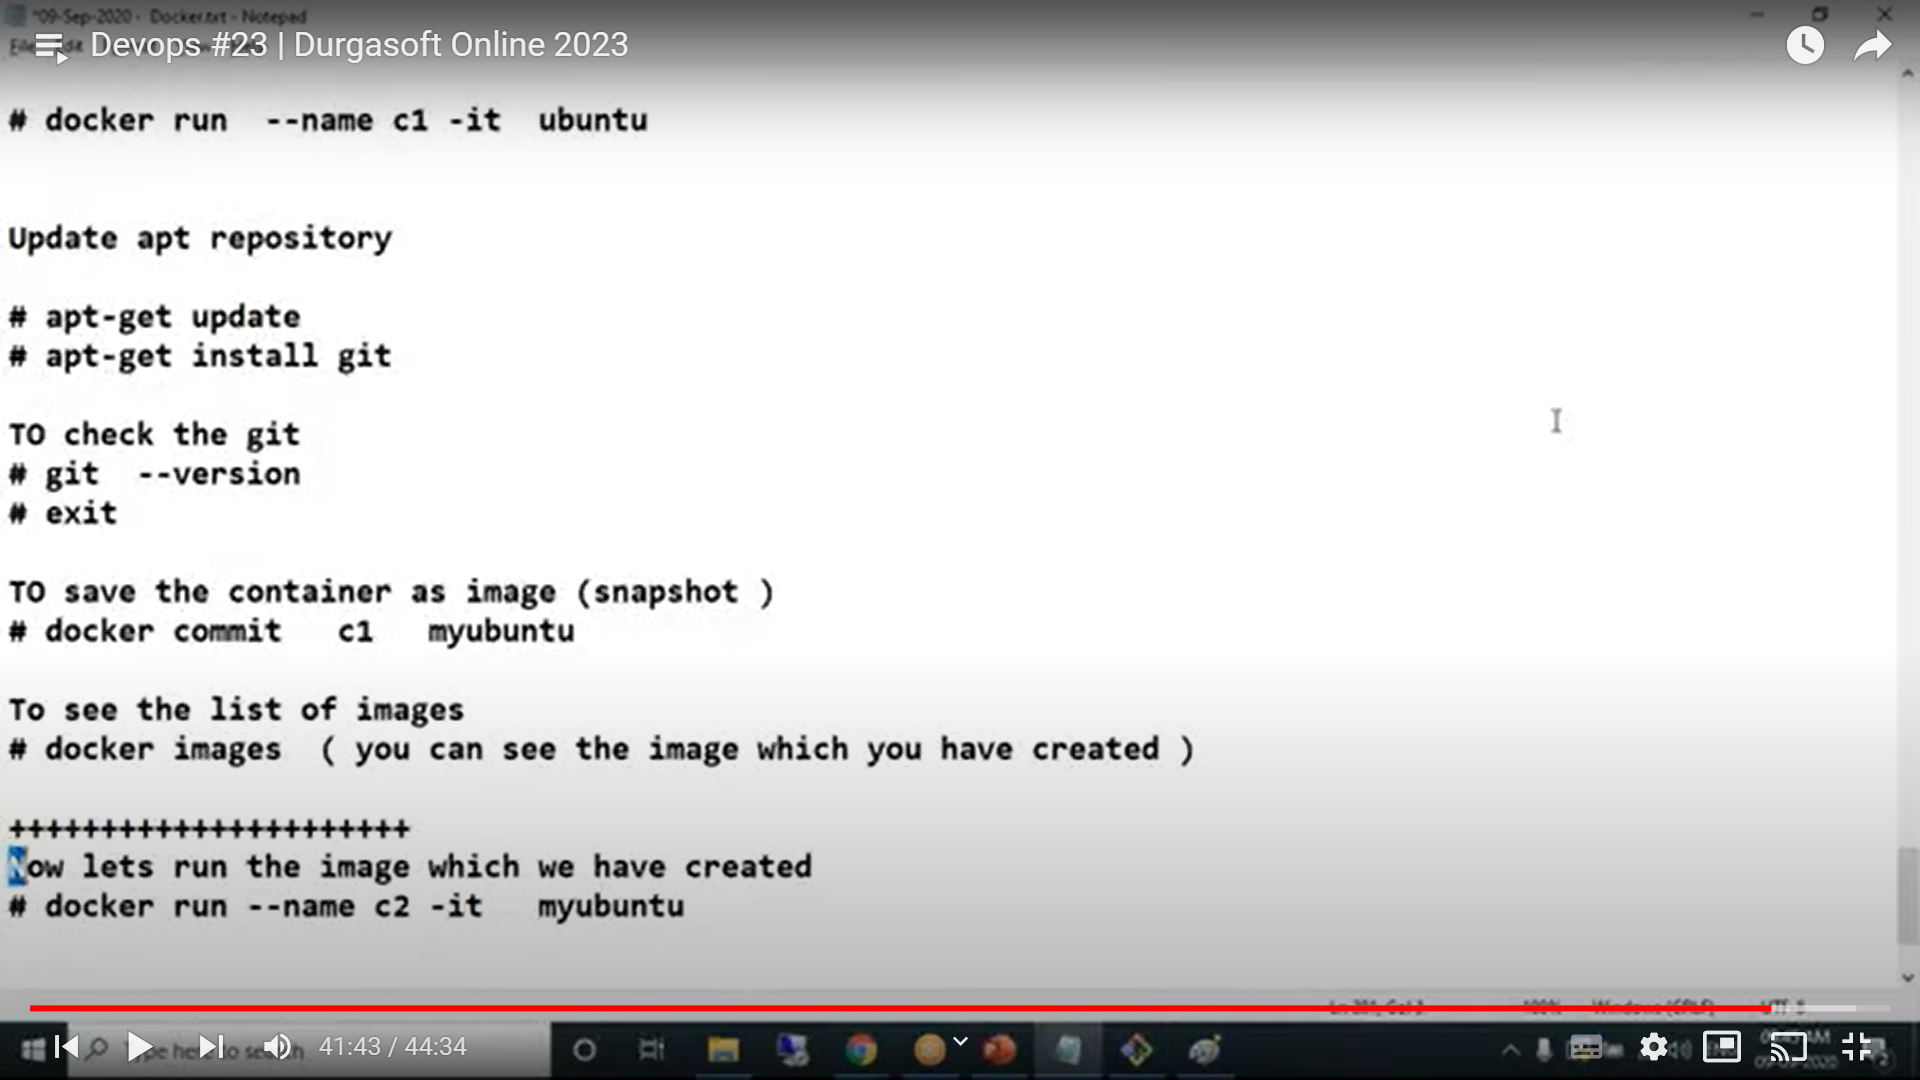 *09-Sep-2020 - Docker.txt - Notepad
Devops #23 | Durgasoft Online 2023
# docker run  --name c1 -it  ubuntu
Update apt repository
# apt-get update
# apt-get install git
TO check the git
# git  --version
# exit
TO save the container as image (snapshot )
# docker commit   c1   myubuntu
To see the list of images
# docker images  ( you can see the image which you have created )
++++++++++++++++++++++
Now lets run the image which we have created
# docker run --name c2 -it   myubuntu
Type here to search
41:43 / 44:34